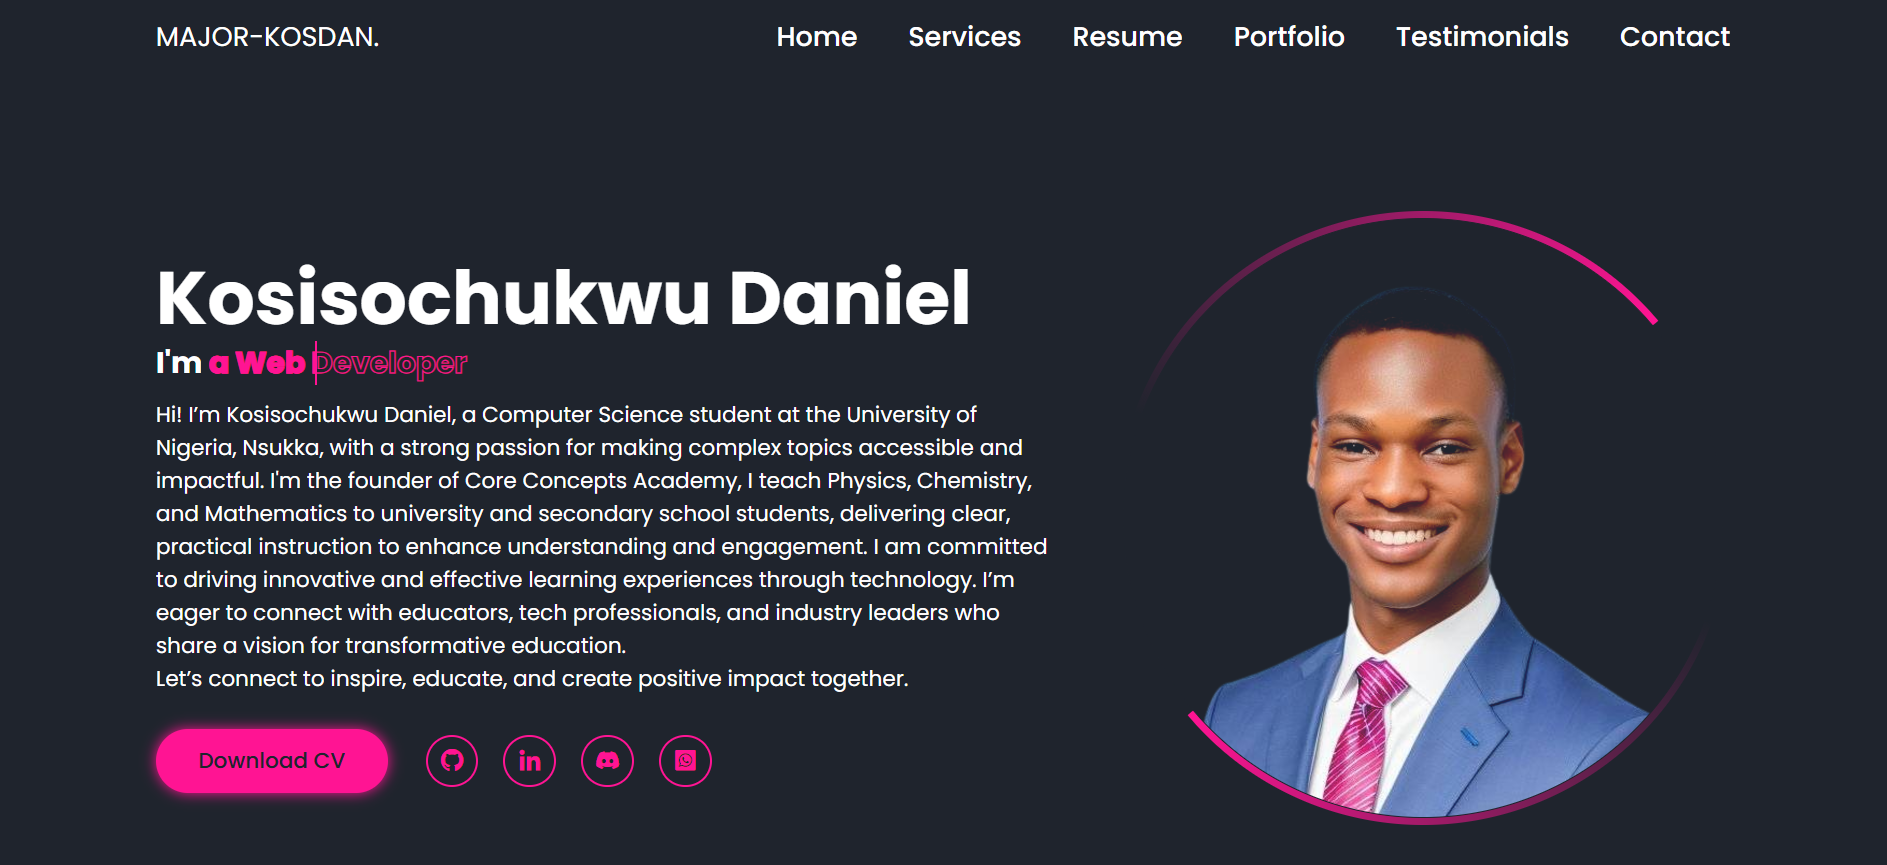 MAJOR-KOSDAN.
Home Services Resume Portfolio Testimonials Contact
Kosisochukwu Daniel
I'm a Web Developer
Hi! I’m Kosisochukwu Daniel, a Computer Science student at the University of
Nigeria, Nsukka, with a strong passion for making complex topics accessible and
impactful. I'm the founder of Core Concepts Academy, I teach Physics, Chemistry,
and Mathematics to university and secondary school students, delivering clear,
practical instruction to enhance understanding and engagement. I am committed
to driving innovative and effective learning experiences through technology. I’m
eager to connect with educators, tech professionals, and industry leaders who
share a vision for transformative education.
Let’s connect to inspire, educate, and create positive impact together.
Download CV
in